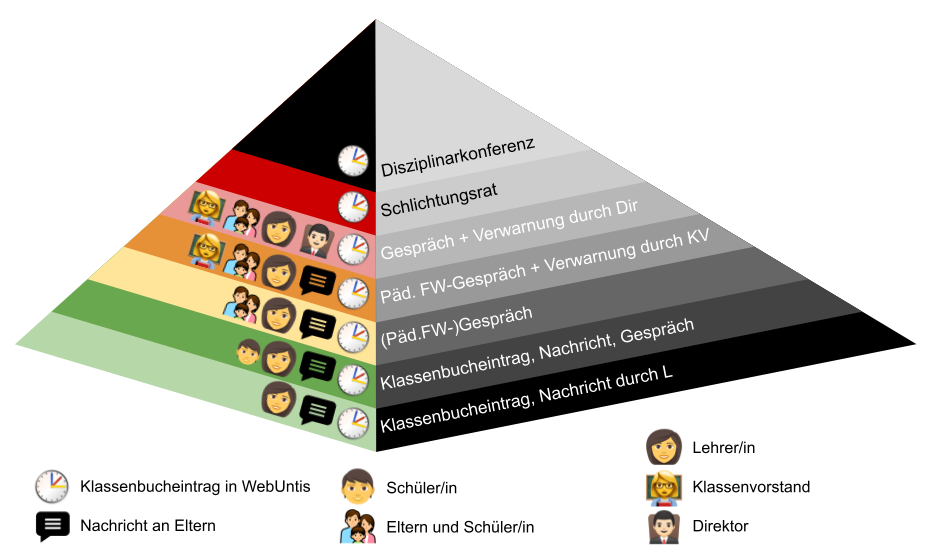 Disziplinarkonferenz
Schlichtungsrat
Gespräch + Verwarnung durch Dir
Päd. FW-Gespräch + Verwarnung durch KV
(Päd.FW-)Gespräch
Klassenbucheintrag, Nachricht, Gespräch
Klassenbucheintrag, Nachricht durch L
Lehrer/in
Klassenbucheintrag in WebUntis
Schüler/in
Klassenvorstand
Nachricht an Eltern
Eltern und Schüler/in
Direktor